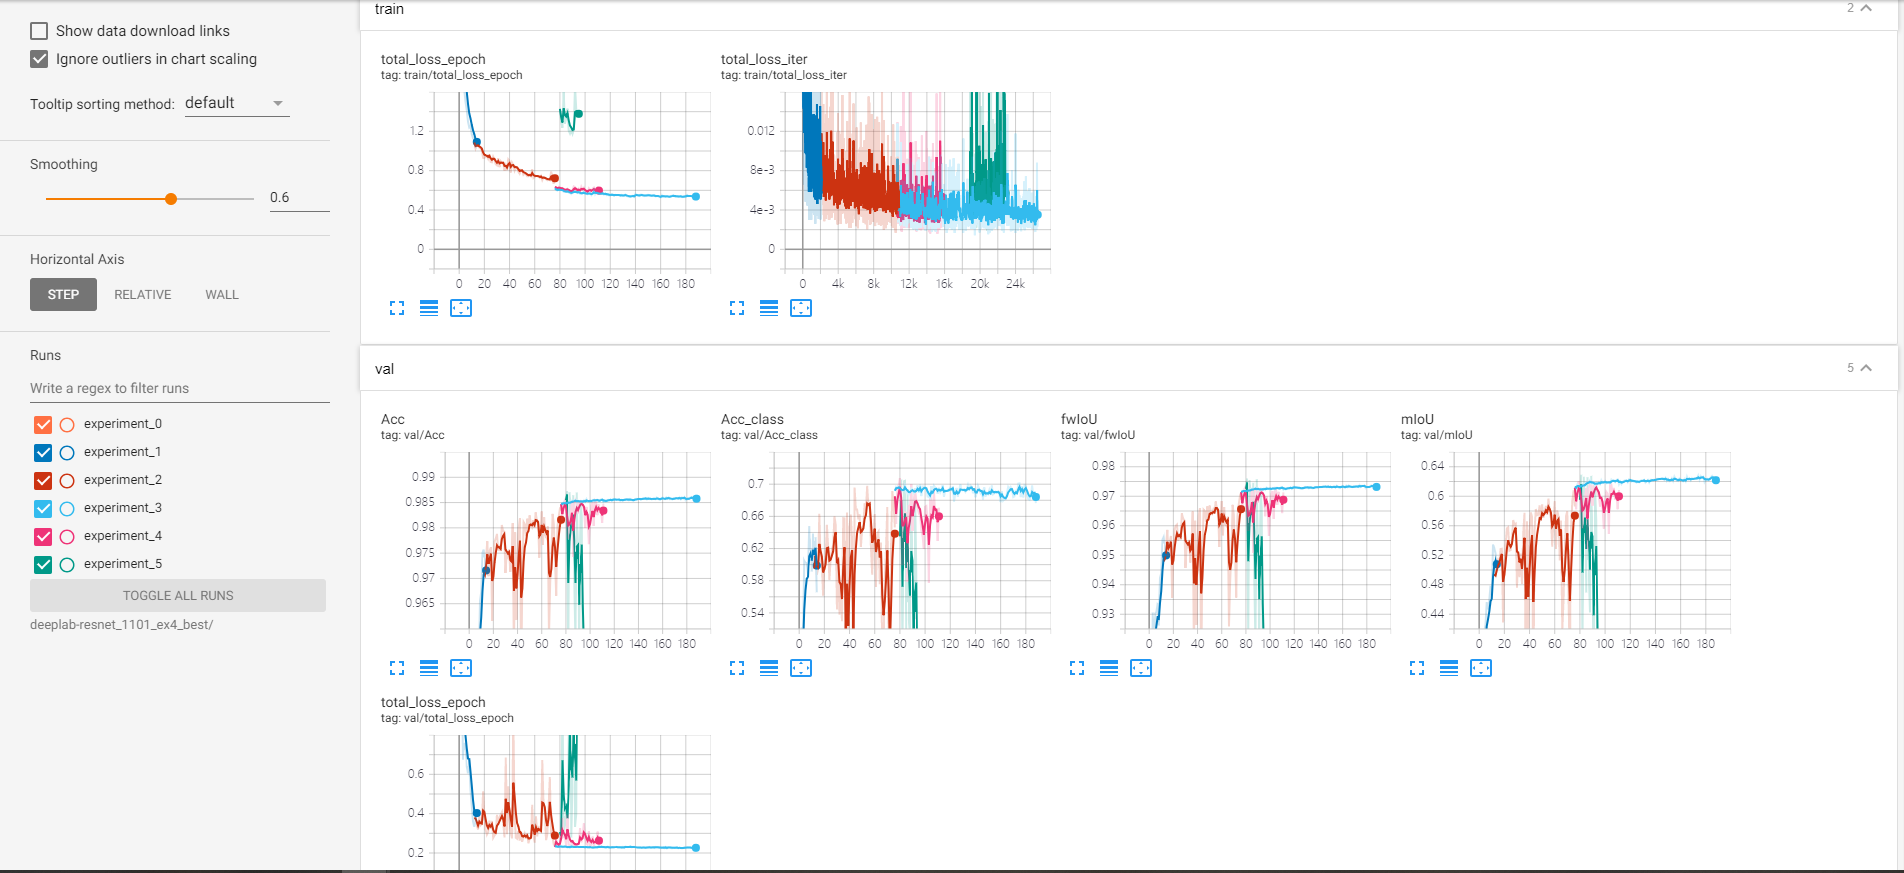 Show data download links
Ignore outliers in chart scaling
Tooltip sorting method: default
Smoothing
0.6
Horizontal Axis
STEP RELATIVE WALL
Runs
Write a regex to filter runs
experiment_0
experiment_1
experiment_2
experiment_3
experiment_4
experiment_5
TOGGLE ALL RUNS
deeplab-resnet_1101_ex4_best/
train 2
total_loss_epoch
tag: train/total_loss_epoch
1.2
0.8
0.4
0
0 20 40 60 80 100 120 140 160 180
total_loss_iter
tag: train/total_loss_iter
0.012
8e-3
4e-3
0
0 4k 8k 12k 16k 20k 24k
val 5
Acc
tag: val/Acc
0.99
0.985
0.98
0.975
0.97
0.965
0 20 40 60 80 100 120 140 160 180
Acc_class
tag: val/Acc_class
0.7
0.66
0.62
0.58
0.54
0 20 40 60 80 100 120 140 160 180
fwIoU
tag: val/fwIoU
0.98
0.97
0.96
0.95
0.94
0.93
0 20 40 60 80 100 120 140 160 180
mIoU
tag: val/mIoU
0.64
0.6
0.56
0.52
0.48
0.44
0 20 40 60 80 100 120 140 160 180
total_loss_epoch
tag: val/total_loss_epoch
0.6
0.4
0.2